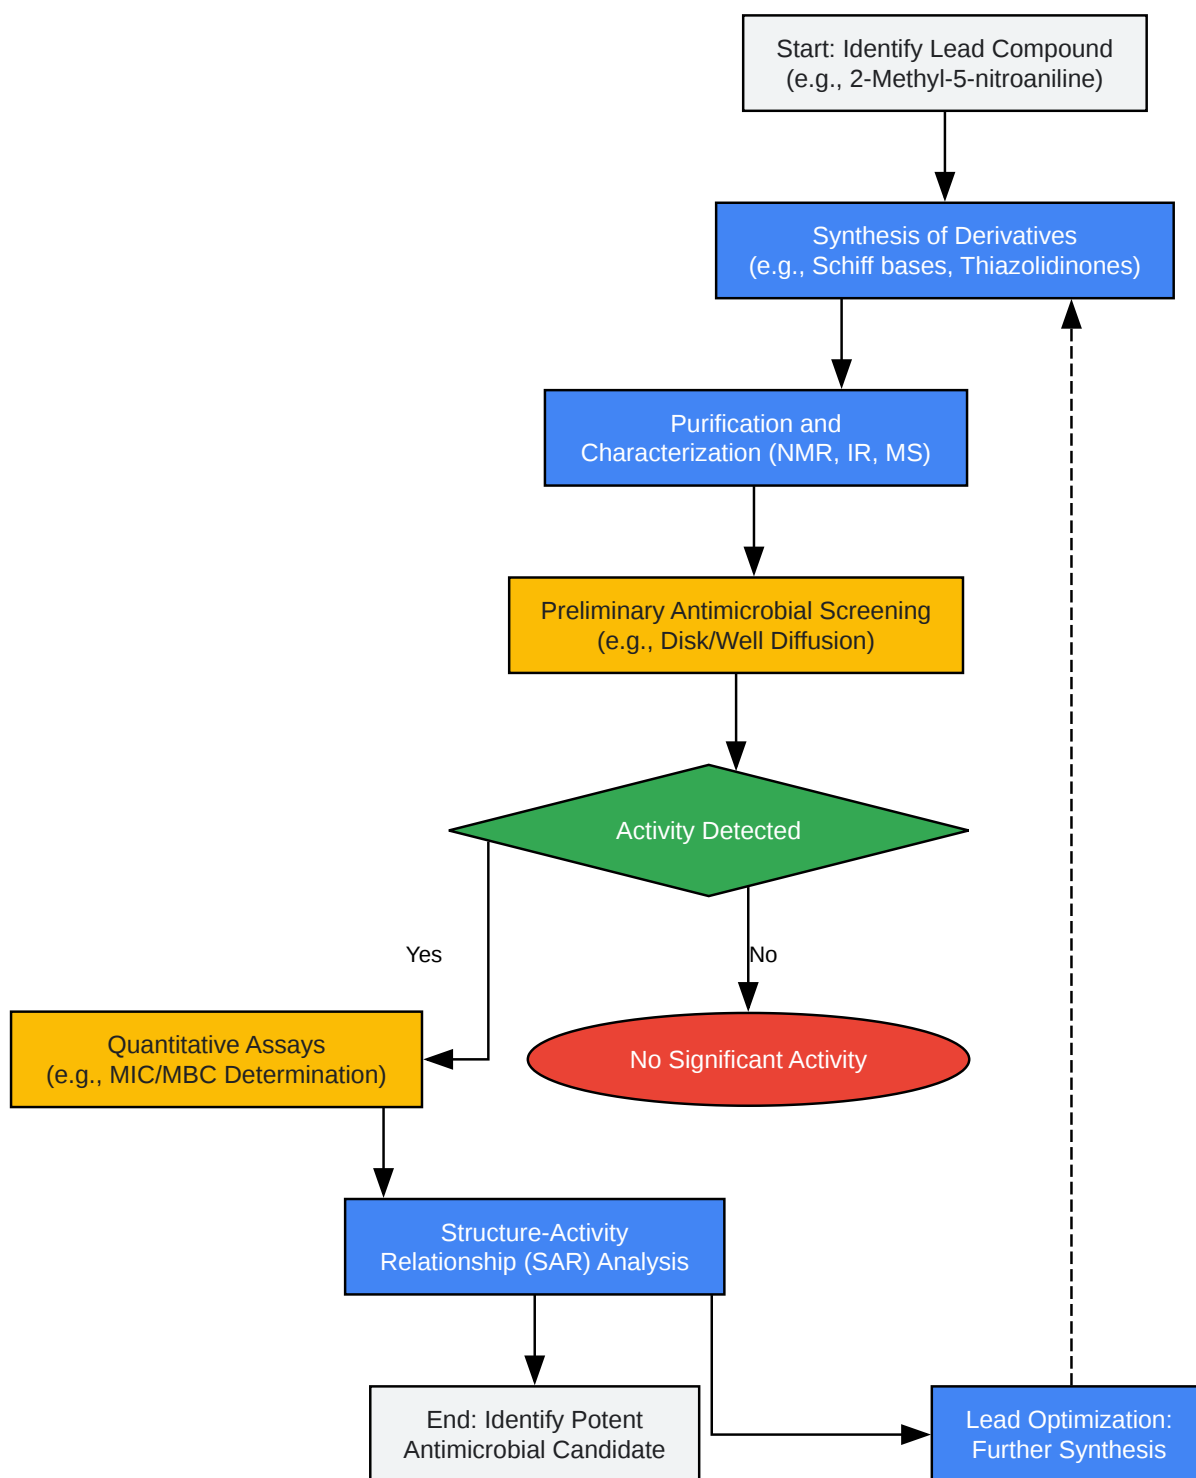 Start: Identify Lead Compound
(e.g., 2-Methyl-5-nitroaniline)
Synthesis of Derivatives
(e.g., Schiff bases, Thiazolidinones)
Purification and
Characterization (NMR, IR, MS)
Preliminary Antimicrobial Screening
(e.g., Disk/Well Diffusion)
Activity Detected
Yes
No
Quantitative Assays
(e.g., MIC/MBC Determination)
No Significant Activity
Structure-Activity
Relationship (SAR) Analysis
End: Identify Potent
Antimicrobial Candidate
Lead Optimization:
Further Synthesis